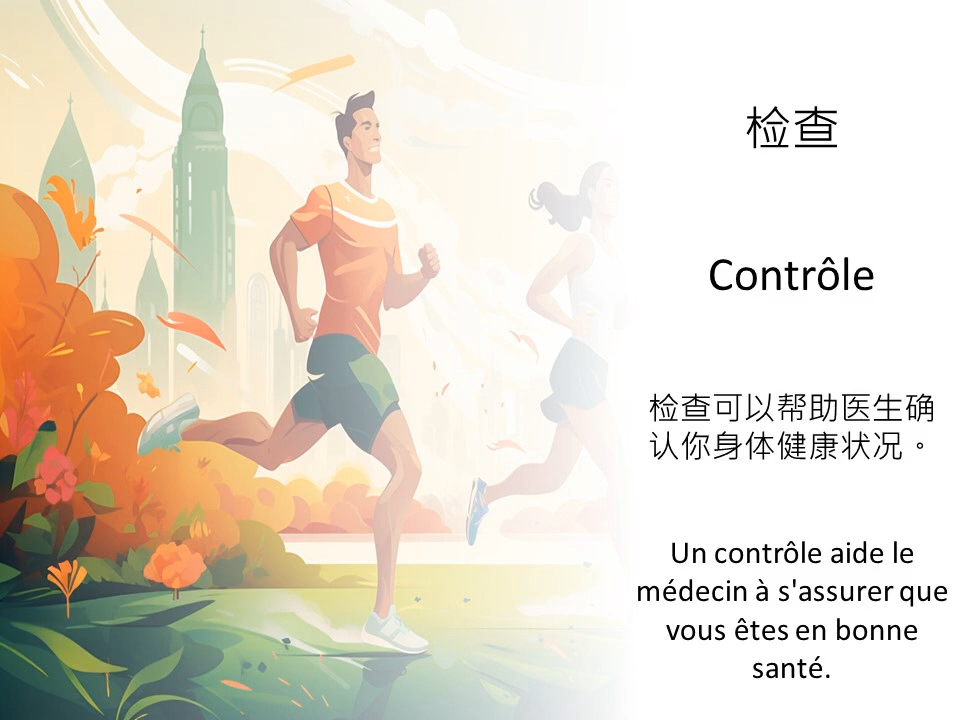 检查
Contrôle
检查可以帮助医生确
认你身体健康状况。
Un contrôle aide le
médecin à s'assurer que
vous êtes en bonne
santé.